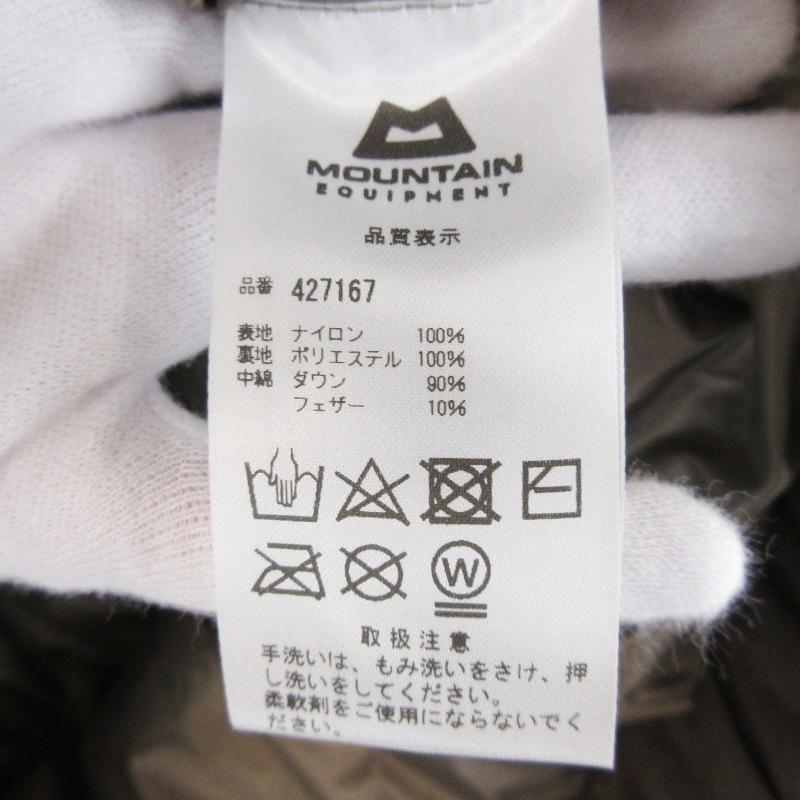 MOUNTAIN
EQUIPMENT
品質表示
品番 427167
表地 ナイロン 100%
裏地 ポリエステル 100%
中綿 ダウン 90%
フェザー 10%
W
取扱注意
手洗いは、もみ洗いをさけ、押
し洗いをしてください。
柔軟剤をご使用にならないでく
ださい。